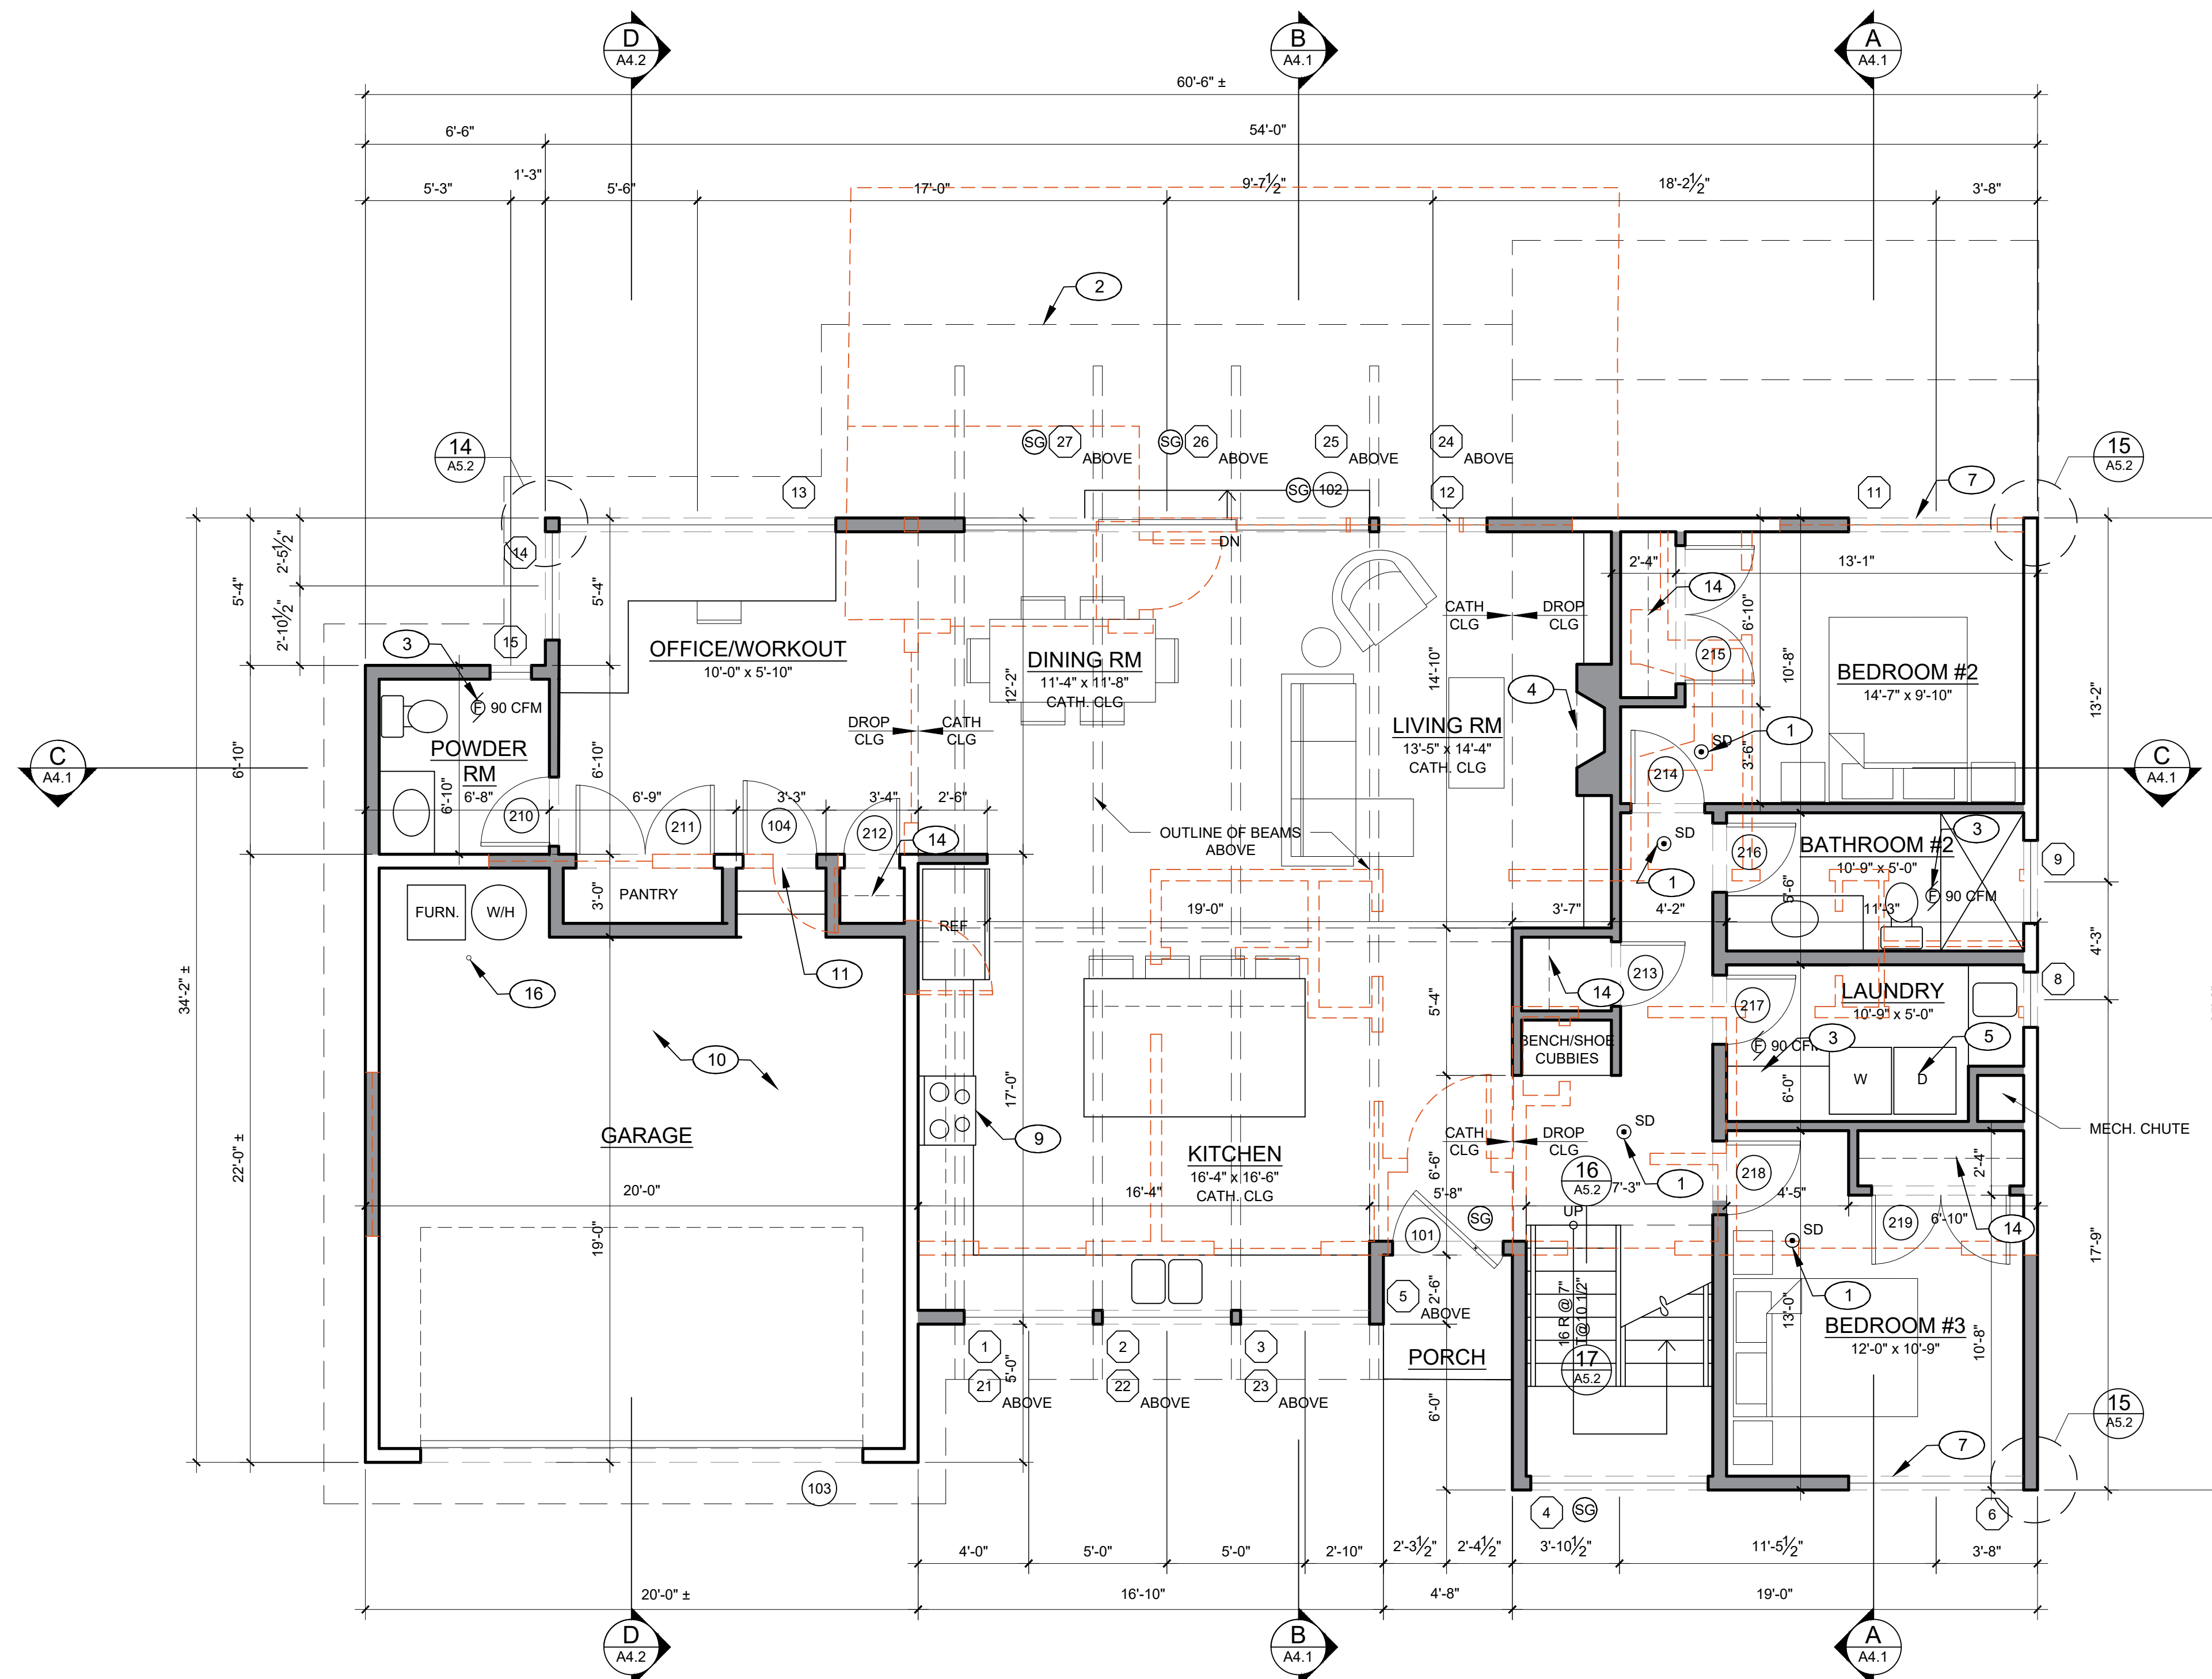 D
A4.2
B
A4.1
A
A4.1
60'-6" ±
6'-6"
54'-0"
5'-3"
1'-3"
5'-6"
17'-0"
9'-7½"
18'-2½"
3'-8"
2
14
A5.2
SG 27 ABOVE
SG 26 ABOVE
25 ABOVE
24 ABOVE
15
A5.2
13
SG 102
12
11
7
14
DN
2'-5½"
5'-4"
5'-4"
2'-10½"
2'-4"
13'-1"
14
6'-10"
15
3
OFFICE/WORKOUT
10'-0" x 5'-10"
DINING RM
11'-4" x 11'-8"
CATH. CLG
12'-2"
14'-10"
CATH CLG
DROP CLG
215
10'-8"
BEDROOM #2
14'-7" x 9'-10"
13'-2"
F 90 CFM
DROP CLG
CATH CLG
4
LIVING RM
13'-5" x 14'-4"
CATH. CLG
1
SD
3'-6"
POWDER
RM
6'-10"
6'-10"
6'-10"
C
A4.1
C
A4.1
214
6'-8"
6'-9"
3'-3"
3'-4"
2'-6"
210
211
104
212
14
OUTLINE OF BEAMS
ABOVE
SD
1
216
BATHROOM #2
10'-9" x 5'-0"
3
9
5'-6"
F 90 CFM
FURN.
W/H
3'-0"
PANTRY
REF
19'-0"
3'-7"
4'-2"
11'-3"
4'-3"
16
11
14
213
217
LAUNDRY
10'-9" x 5'-0"
8
34'-2" ±
5'-4"
BENCH/SHOE
CUBBIES
F 90 CFM
3
5
W
D
6'-0"
10
9
17'-0"
GARAGE
22'-0" ±
KITCHEN
16'-4" x 16'-6"
CATH. CLG
CATH CLG
DROP CLG
SD
1
MECH. CHUTE
6'-6"
16
A5.2
218
2'-4"
20'-0"
16'-4"
5'-8"
7'-3"
4'-5"
6'-10"
19'-0"
101
SG
UP
SD
219
14
17'-9"
5 ABOVE
2'-6"
16 R @ 7"
T@10 1/2"
1
13'-0"
BEDROOM #3
12'-0" x 10'-9"
10'-8"
1
2
3
PORCH
17
A5.2
21 ABOVE
22 ABOVE
23 ABOVE
5'-0"
6'-0"
15
A5.2
7
103
4
SG
6
4'-0"
5'-0"
5'-0"
2'-10"
2'-3½"
2'-4½"
3'-10½"
11'-5½"
3'-8"
20'-0" ±
16'-10"
4'-8"
19'-0"
D
A4.2
B
A4.1
A
A4.1